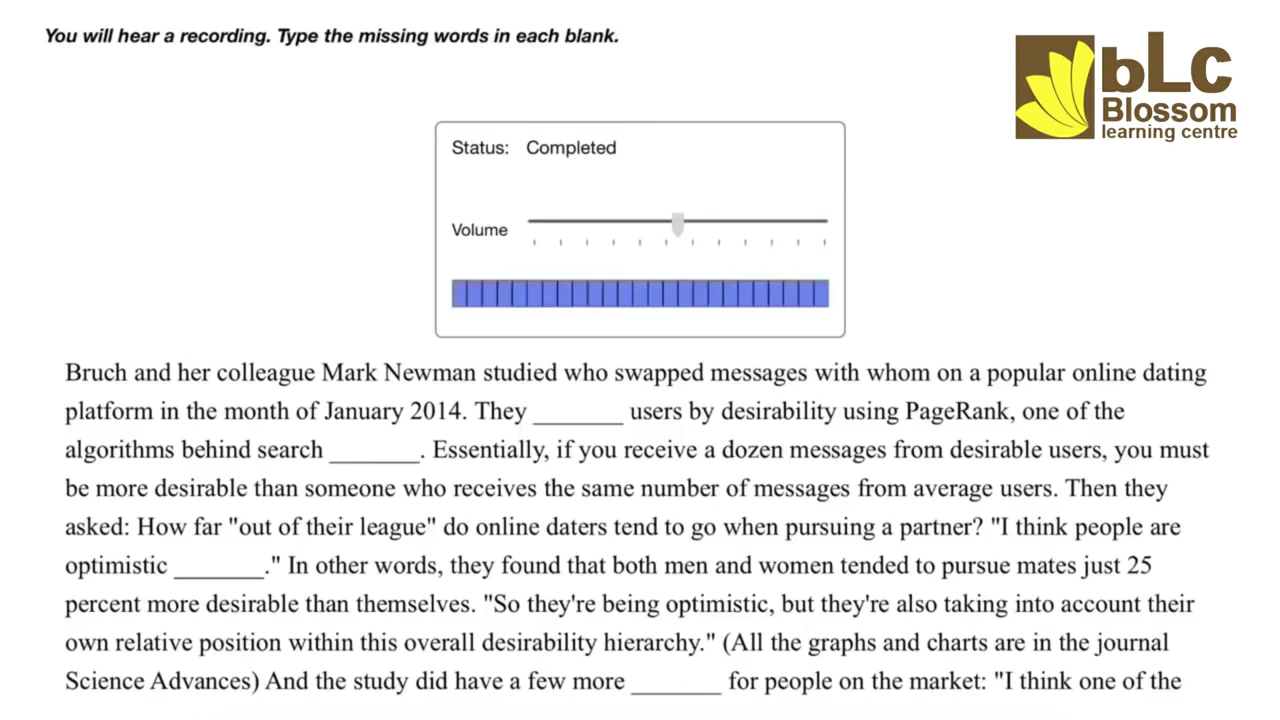 You will hear a recording. Type the missing words in each blank.
bLc
Blossom
learning centre
Status: Completed
Volume
Bruch and her colleague Mark Newman studied who swapped messages with whom on a popular online dating
platform in the month of January 2014. They _______ users by desirability using PageRank, one of the
algorithms behind search _______. Essentially, if you receive a dozen messages from desirable users, you must
be more desirable than someone who receives the same number of messages from average users. Then they
asked: How far "out of their league" do online daters tend to go when pursuing a partner? "I think people are
optimistic _______." In other words, they found that both men and women tended to pursue mates just 25
percent more desirable than themselves. "So they're being optimistic, but they're also taking into account their
own relative position within this overall desirability hierarchy." (All the graphs and charts are in the journal
Science Advances) And the study did have a few more _______ for people on the market: "I think one of the